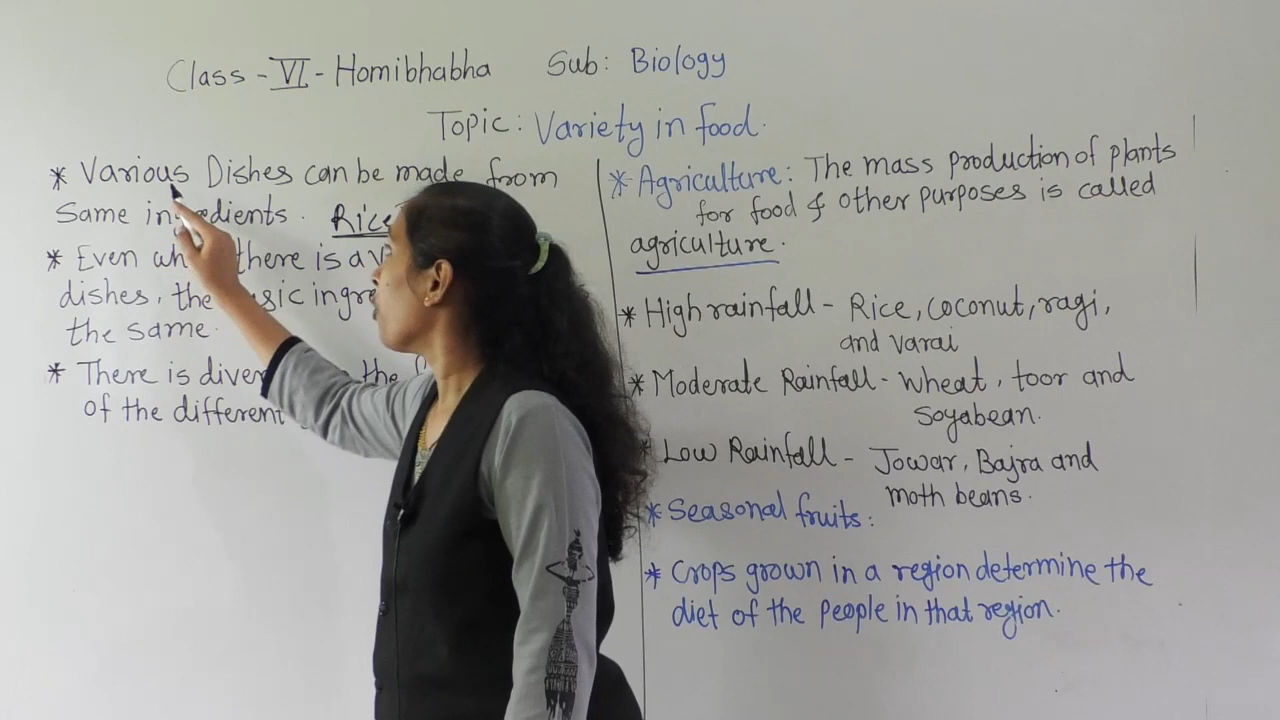 Class - VI - Homibhabha Sub: Biology
Topic: Variety in food.
* Various Dishes can be made from
Same ingredients. Rice
* Even there is a
dishes, the ingre
the same.
* There is the
of the different
* Agriculture: The mass production of plants
for food & other purposes is called
agriculture.
* High rainfall - Rice, coconut, ragi,
and varai
* Moderate Rainfall - wheat, toor and
Soyabean.
* Low Rainfall - Jowar, Bajra and
moth beans.
* Seasonal fruits:
* Crops grown in a region determine the
diet of the people in that region.